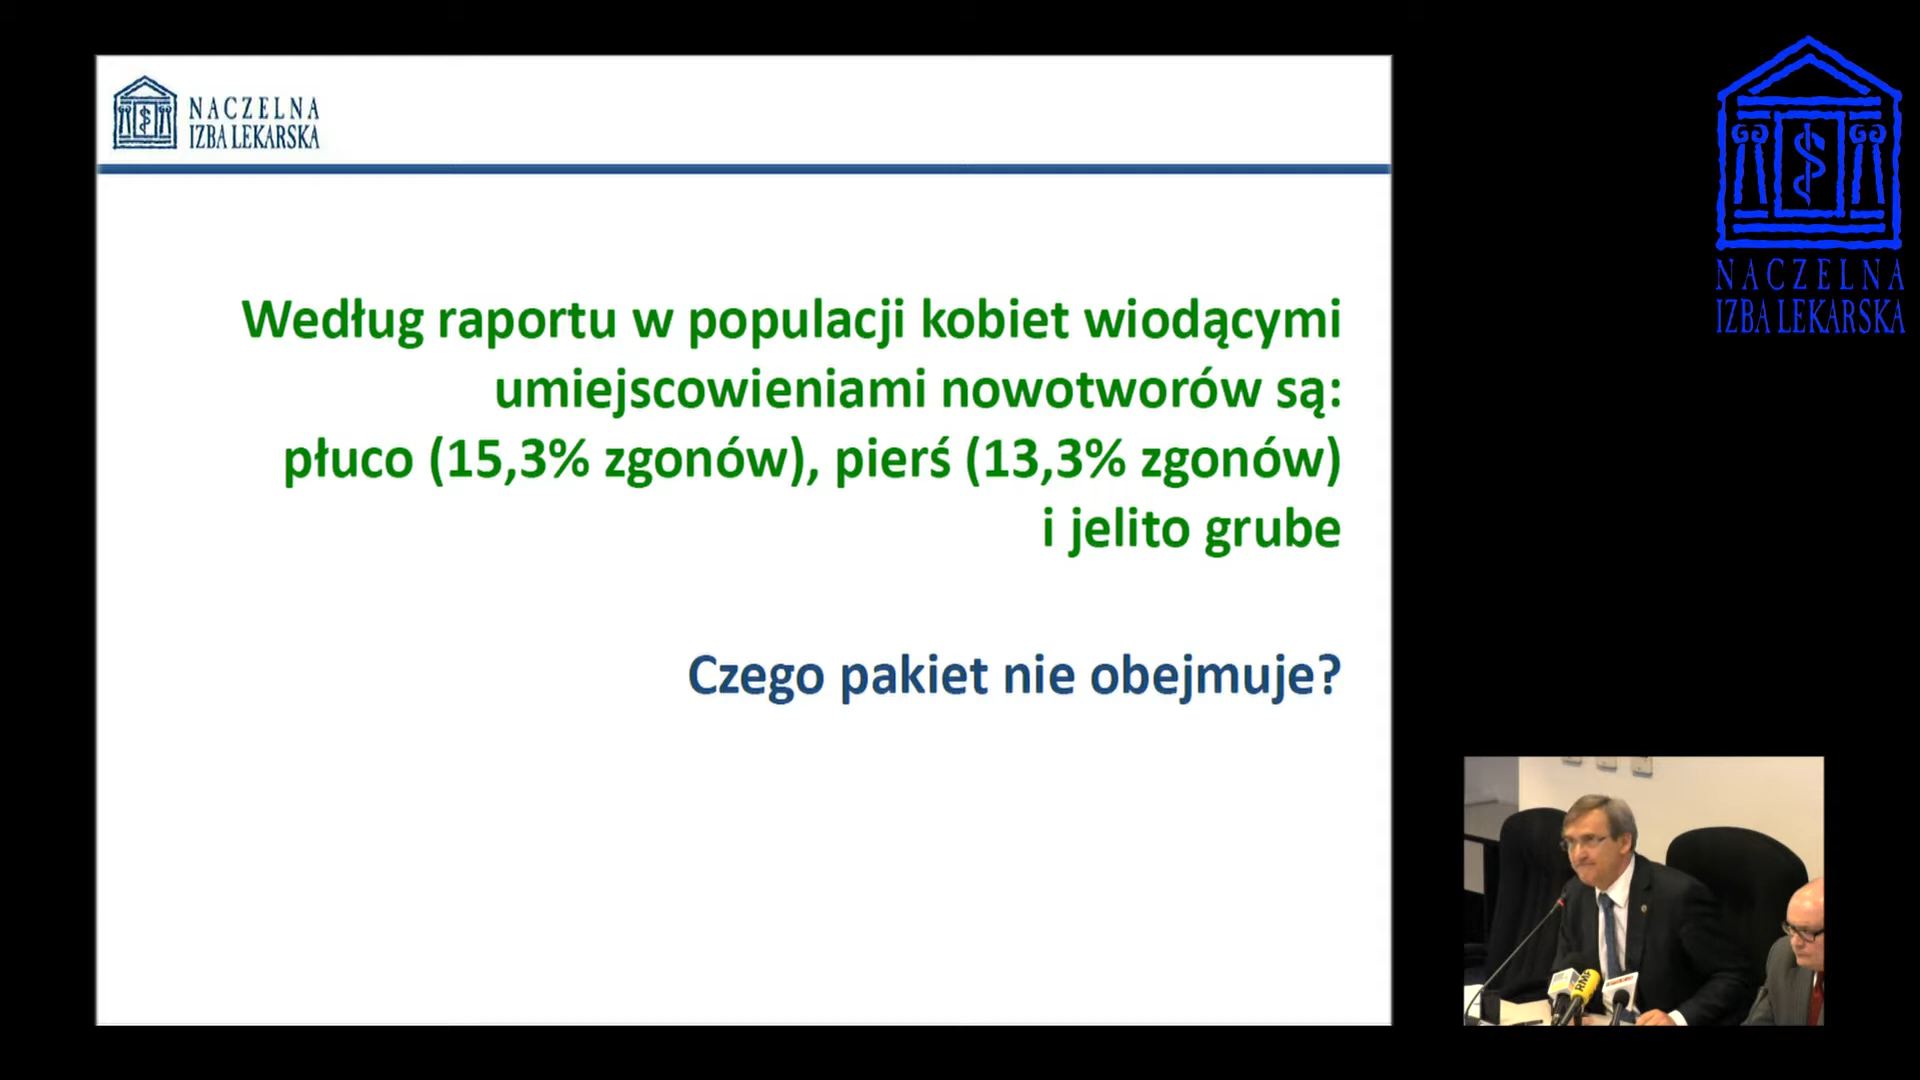 NACZELNA
IZBA LEKARSKA
Według raportu w populacji kobiet wiodącymi
umiejscowieniami nowotworów są:
płuco (15,3% zgonów), pierś (13,3% zgonów)
i jelito grube
Czego pakiet nie obejmuje?
NACZELNA
IZBA LEKARSKA
RMF